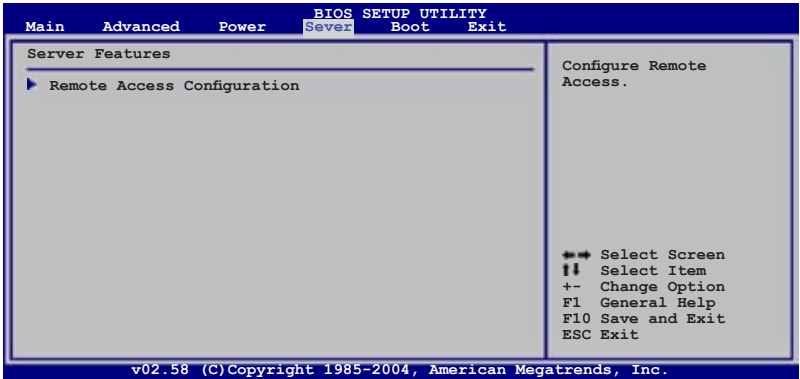 BIOS SETUP UTILITY
Main Advanced Power Sever Boot Exit
Server Features
Remote Access Configuration
Configure Remote
Access.
Select Screen
Select Item
+- Change Option
F1 General Help
F10 Save and Exit
ESC Exit
v02.58 (C)Copyright 1985-2004, American Megatrends, Inc.